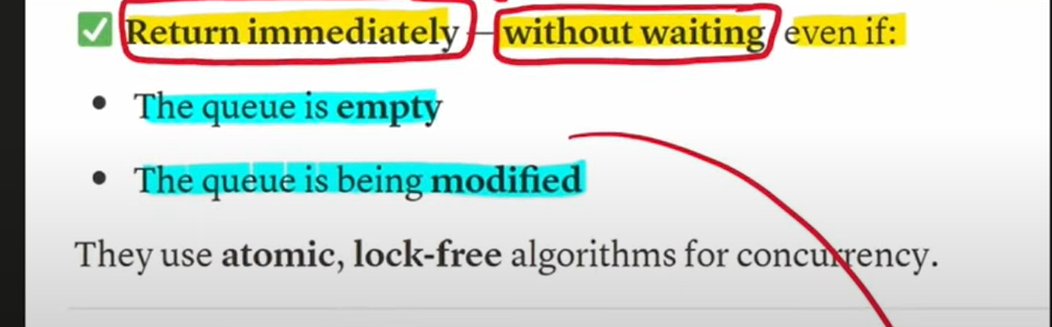 ✅ Return immediately — without waiting even if:
• The queue is empty
• The queue is being modified
They use atomic, lock-free algorithms for concurrency.